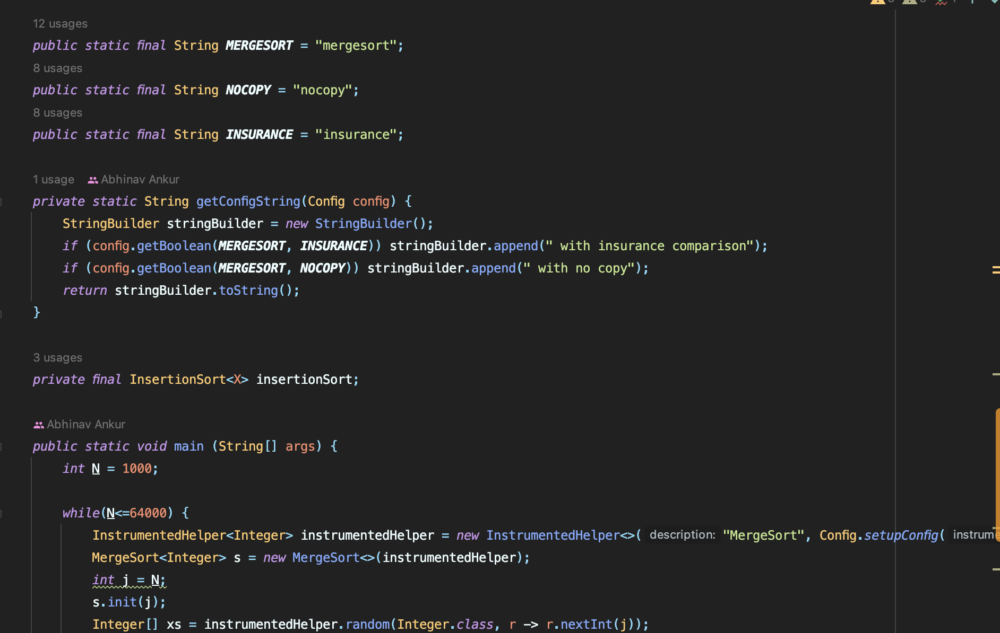 12 usages
public static final String MERGESORT = "mergesort";
8 usages
public static final String NOCOPY = "nocopy";
8 usages
public static final String INSURANCE = "insurance";
1 usage Abhinav Ankur
private static String getConfigString(Config config) {
StringBuilder stringBuilder = new StringBuilder();
if (config.getBoolean(MERGESORT, INSURANCE)) stringBuilder.append(" with insurance comparison");
if (config.getBoolean(MERGESORT, NOCOPY)) stringBuilder.append(" with no copy");
return stringBuilder.toString();
}
3 usages
private final InsertionSort<X> insertionSort;
Abhinav Ankur
public static void main (String[] args) {
int N = 1000;
while(N<=64000) {
InstrumentedHelper<Integer> instrumentedHelper = new InstrumentedHelper<>( description: "MergeSort", Config.setupConfig(
MergeSort<Integer> s = new MergeSort<>(instrumentedHelper);
int j = N;
s.init(j);
Integer[] xs = instrumentedHelper.random(Integer.class, r -> r.nextInt(j));